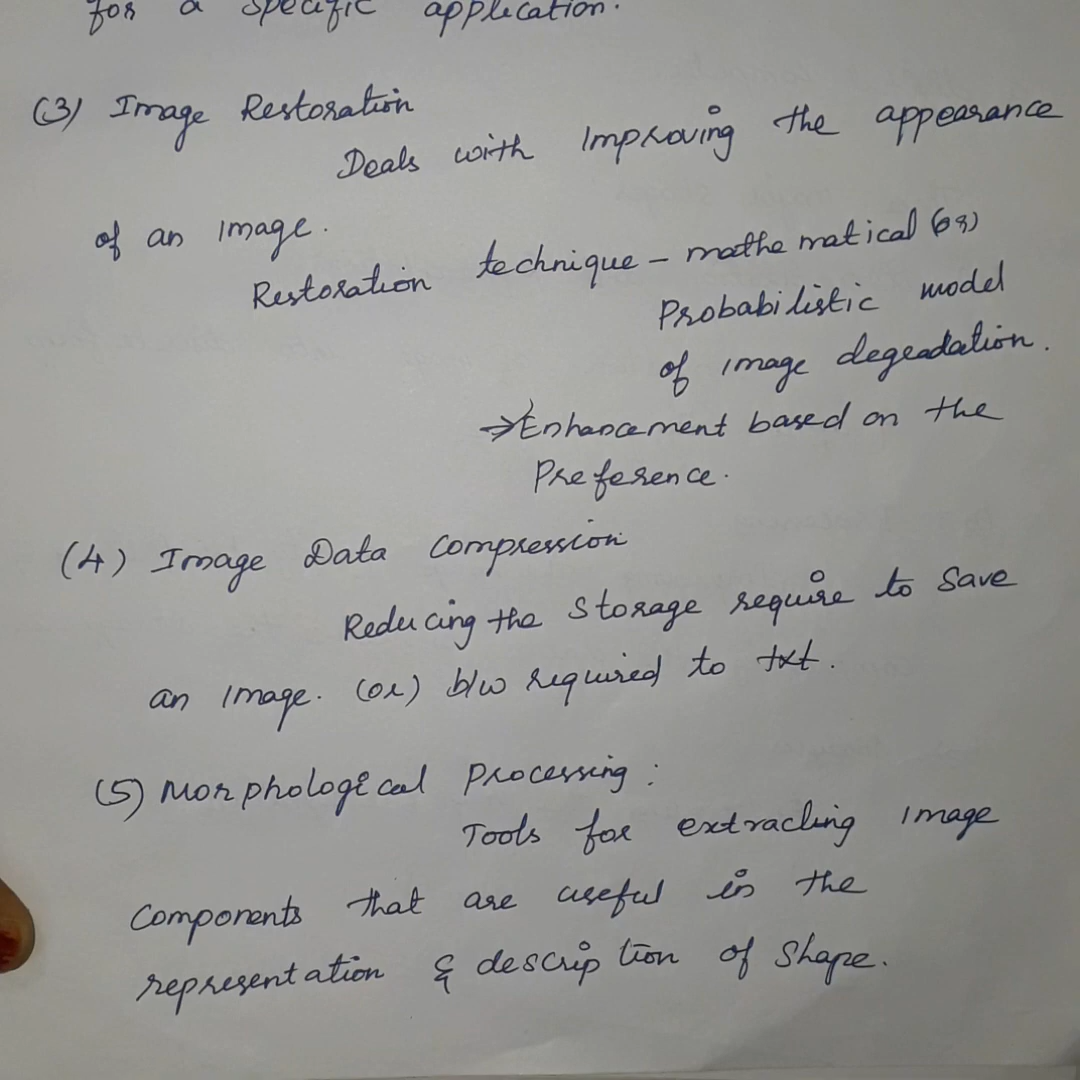 for a specific application.
(3) Image Restoration
Deals with Improving the appearance
of an image.
Restoration technique - mathematical (or)
Probabilistic model
of image degradation.
→ Enhancement based on the
Preference.
(4) Image Data Compression
Reducing the Storage require to Save
an image. (or) b/w required to txt.
(5) Morphological Processing :
Tools for extracting image
Components that are useful in the
representation & description of Shape.